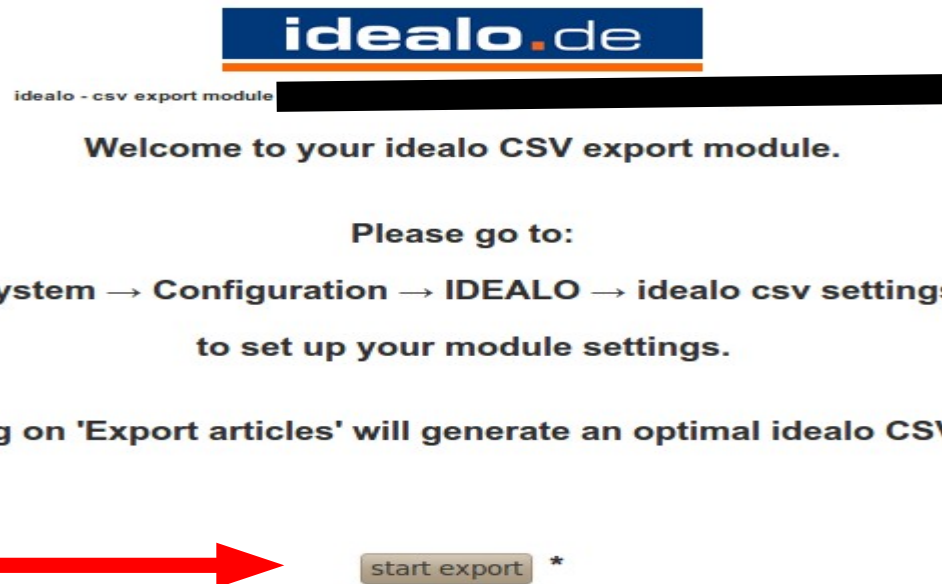 idealo.de
idealo - csv export module
Welcome to your idealo CSV export module.
Please go to:
ystem → Configuration → IDEALO → idealo csv settings
to set up your module settings.
g on 'Export articles' will generate an optimal idealo CSV
start export *